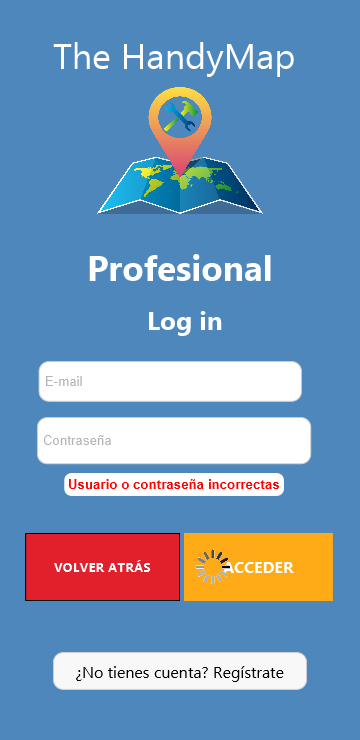 The HandyMap
Profesional
Log in
E-mail
Contraseña
Usuario o contraseña incorrectas
VOLVER ATRÁS
ACCEDER
¿No tienes cuenta? Regístrate